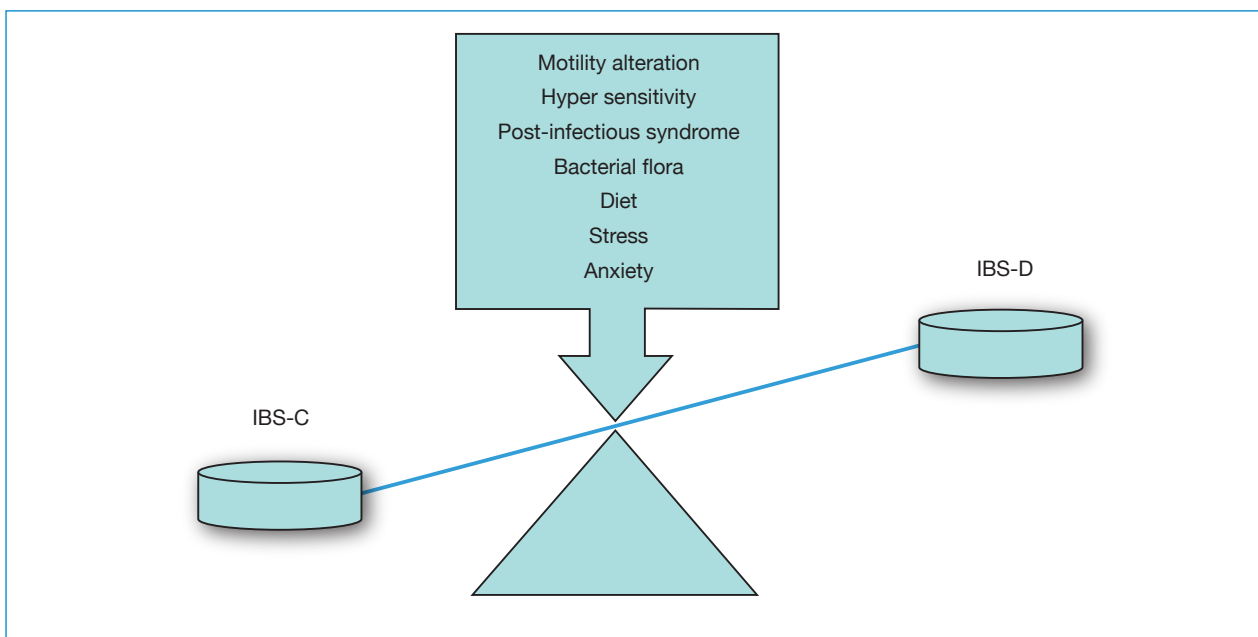 Motility alteration
Hyper sensitivity
Post-infectious syndrome
Bacterial flora
Diet
Stress
Anxiety
IBS-D
IBS-C